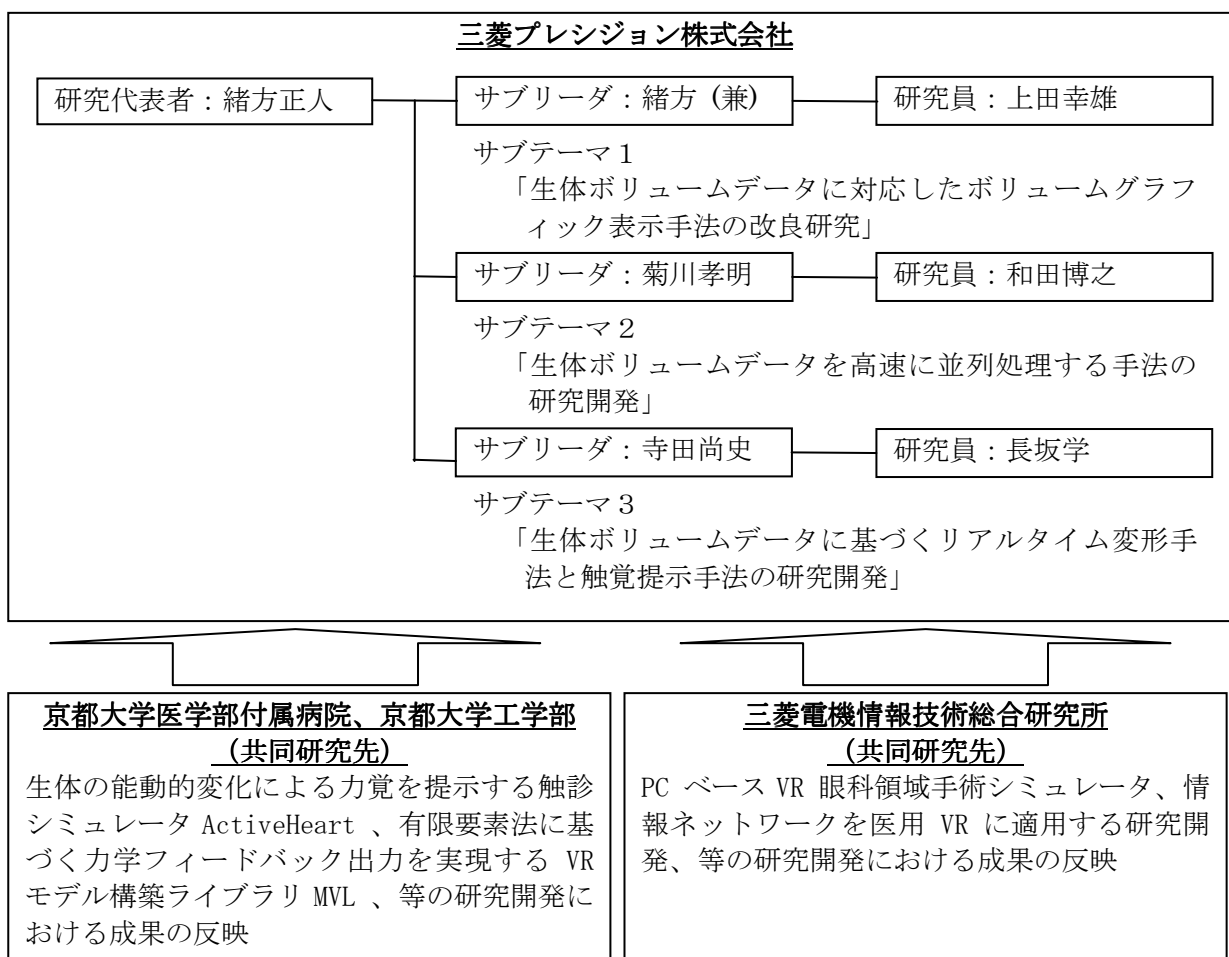 三菱プレシジョン株式会社
研究代表者：緒方正人
サブリーダ：緒方 (兼)
研究員：上田幸雄
サブテーマ１
「生体ボリュームデータに対応したボリュームグラフ
ィック表示手法の改良研究」
サブリーダ：菊川孝明
研究員：和田博之
サブテーマ２
「生体ボリュームデータを高速に並列処理する手法の
研究開発」
サブリーダ：寺田尚史
研究員：長坂学
サブテーマ３
「生体ボリュームデータに基づくリアルタイム変形手
法と触覚提示手法の研究開発」
京都大学医学部付属病院、京都大学工学部
(共同研究先)
生体の能動的変化による力覚を提示する触診
シミュレータ ActiveHeart 、有限要素法に基
づく力学フィードバック出力を実現する VR
モデル構築ライブラリ MVL 、等の研究開発に
おける成果の反映
三菱電機情報技術総合研究所
(共同研究先)
PC ベース VR 眼科領域手術シミュレータ、情
報ネットワークを医用 VR に適用する研究開
発、等の研究開発における成果の反映